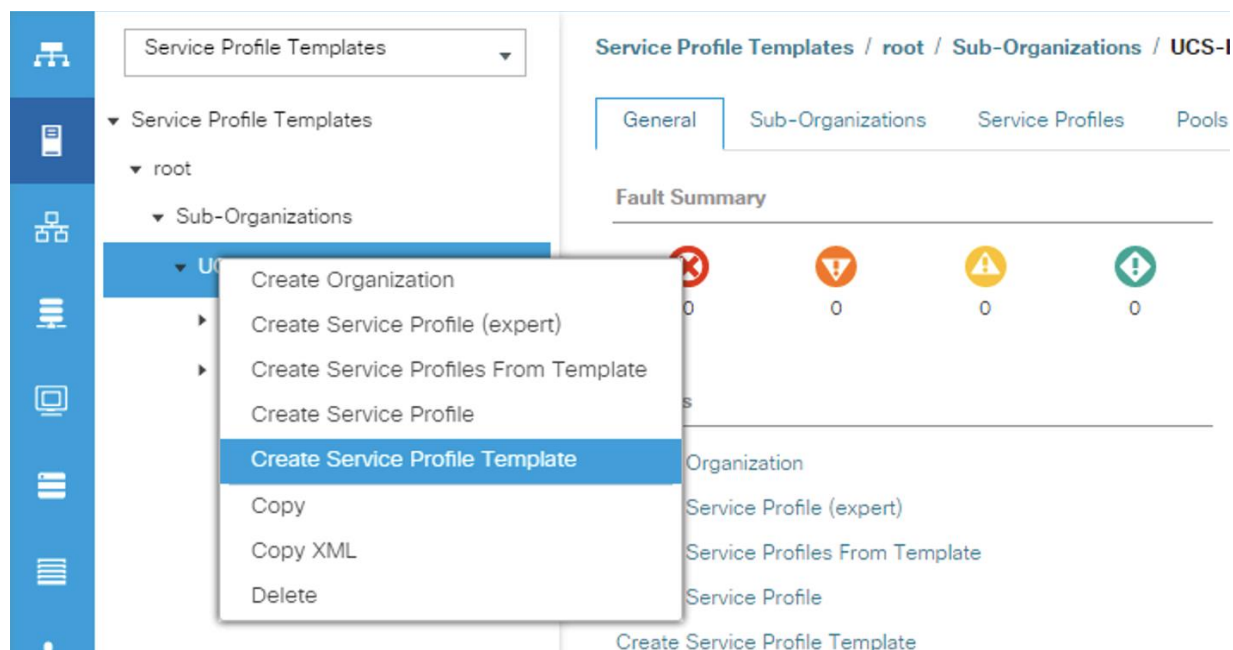 Service Profile Templates
Service Profile Templates
root
Sub-Organizations
Create Organization
Create Service Profile (expert)
Create Service Profiles From Template
Create Service Profile
Create Service Profile Template
Copy
Copy XML
Delete
Service Profile Templates / root / Sub-Organizations /
General Sub-Organizations Service Profiles Pools
Fault Summary
0 0 0 0
Organization
Service Profile (expert)
Service Profiles From Template
Service Profile
Create Service Profile Template